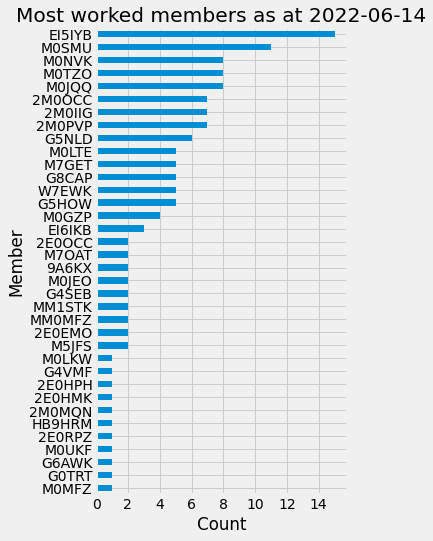 Most worked members as at 2022-06-14
EI5IYB
M0SMU
M0NVK
M0TZO
M0JQQ
2M0OCC
2M0IIG
2M0PVP
G5NLD
M0LTE
M7GET
G8CAP
W7EWK
G5HOW
M0GZP
EI6IKB
2E0OCC
M7OAT
9A6KX
M0JEO
G4SEB
MM1STK
MM0MFZ
2E0EMO
M5JFS
M0LKW
G4VMF
2E0HPH
2E0HMK
2M0MQN
HB9HRM
2E0RPZ
M0UKF
G6AWK
G0TRT
M0MFZ
Member
0 2 4 6 8 10 12 14
Count